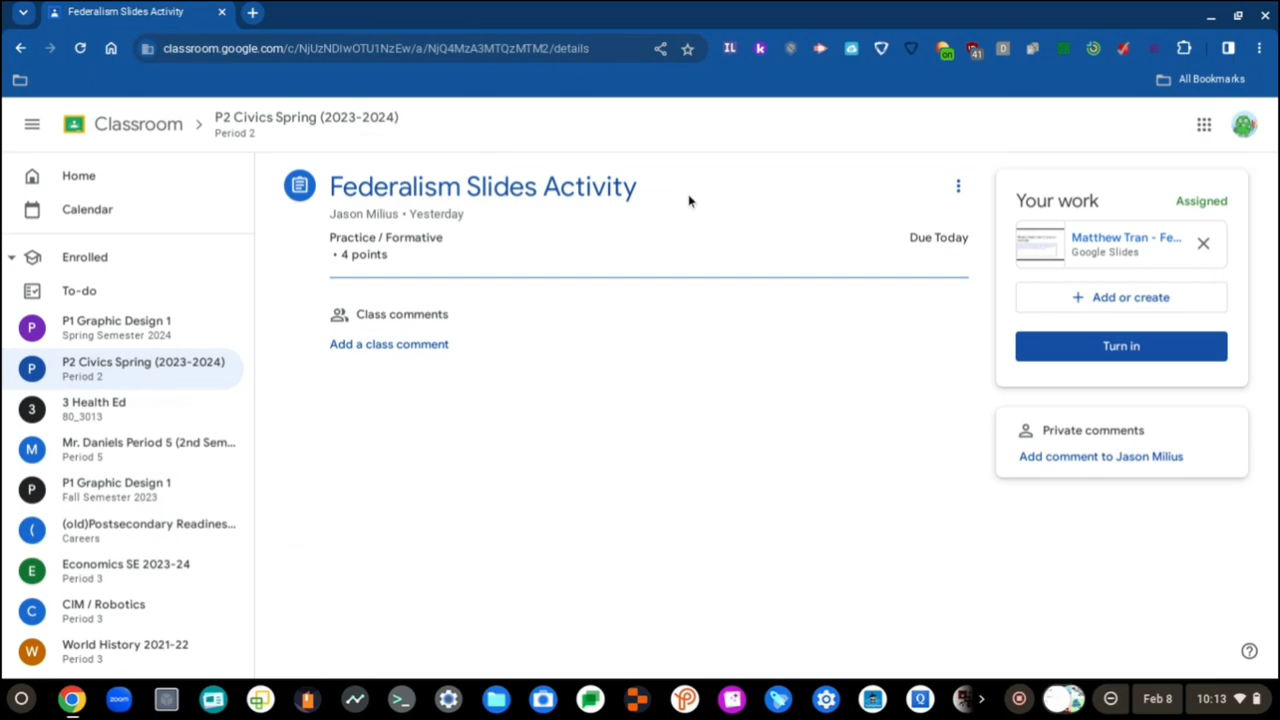 Federalism Slides Activity
classroom.google.com/c/NjUzNDIwOTU1NzEw/a/NjQ4MzA3MTQzMTM2/details
IL
k
on
41
D
All Bookmarks
Classroom
P2 Civics Spring (2023-2024)
Period 2
Home
Calendar
Enrolled
To-do
P
P1 Graphic Design 1
Spring Semester 2024
P
P2 Civics Spring (2023-2024)
Period 2
3
3 Health Ed
80_3013
M
Mr. Daniels Period 5 (2nd Sem...
Period 5
P
P1 Graphic Design 1
Fall Semester 2023
(
(old)Postsecondary Readines...
Careers
E
Economics SE 2023-24
Period 3
C
CIM / Robotics
Period 3
W
World History 2021-22
Period 3
Federalism Slides Activity
Jason Milius • Yesterday
Practice / Formative
• 4 points
Due Today
Class comments
Add a class comment
Your work
Assigned
Matthew Tran - Fe...
Google Slides
+ Add or create
Turn in
Private comments
Add comment to Jason Milius
zoom
Q
Feb 8
10:13